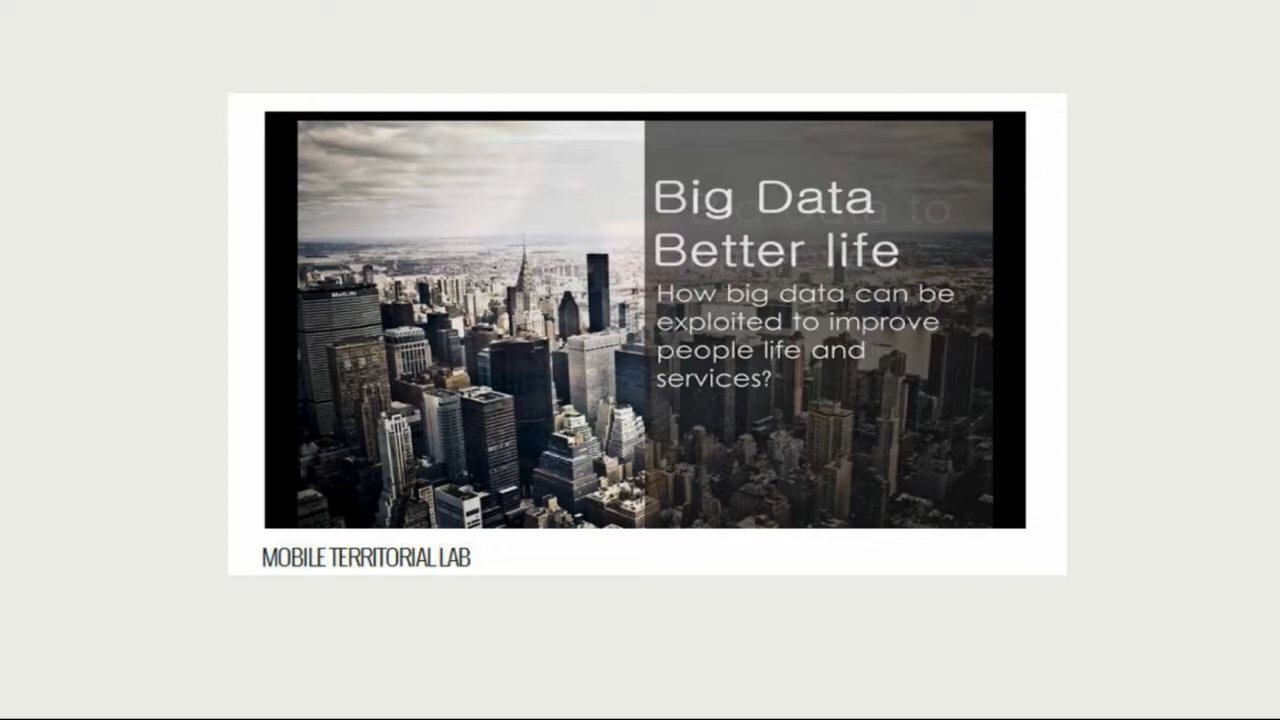 Big Data
Better life
How big data can be
exploited to improve
people life and
services?
MetLife
MOBILE TERRITORIAL LAB